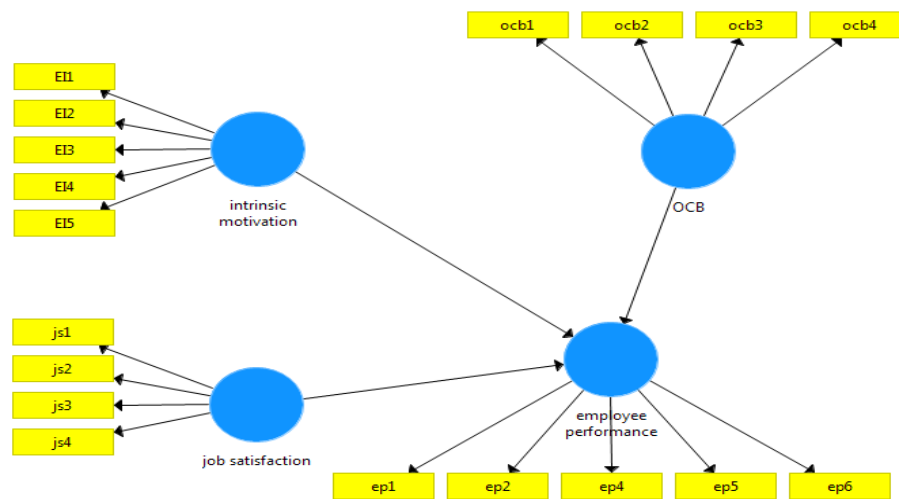 ocb1
ocb2
ocb3
ocb4
EI1
EI2
EI3
EI4
EI5
intrinsic
motivation
OCB
js1
js2
js3
js4
job satisfaction
employee
performance
ep1
ep2
ep4
ep5
ep6